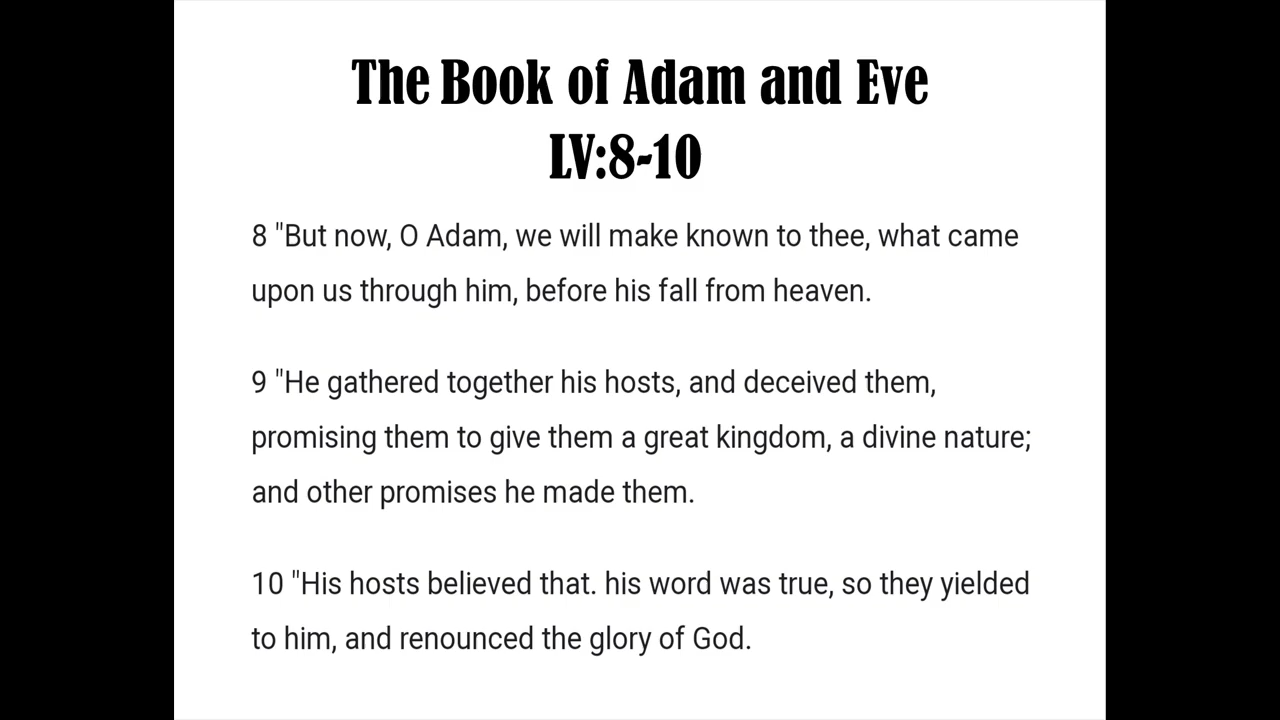 The Book of Adam and Eve
LV:8-10
8 "But now, O Adam, we will make known to thee, what came
upon us through him, before his fall from heaven.
9 "He gathered together his hosts, and deceived them,
promising them to give them a great kingdom, a divine nature;
and other promises he made them.
10 "His hosts believed that. his word was true, so they yielded
to him, and renounced the glory of God.